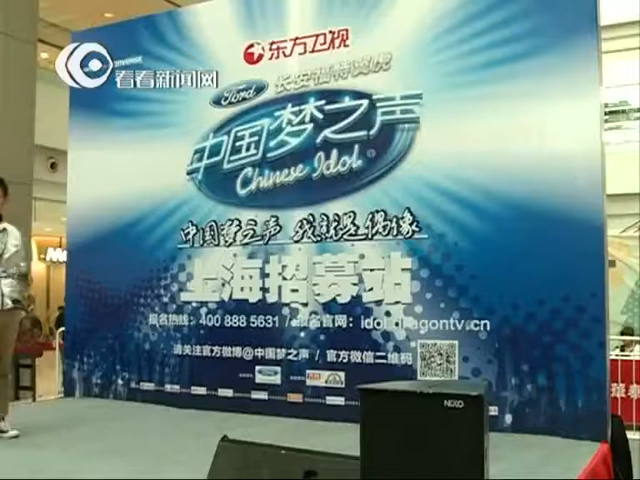 东方卫视
看看新闻网
Ford 长安福特翼虎
中国梦之声
Chinese Idol
中国梦之声 我就是偶像
上海招募站
报名热线：400 888 5631 / 报名官网：idol.dragontv.cn
请关注官方微博@中国梦之声 / 官方微信二维码
NEXO